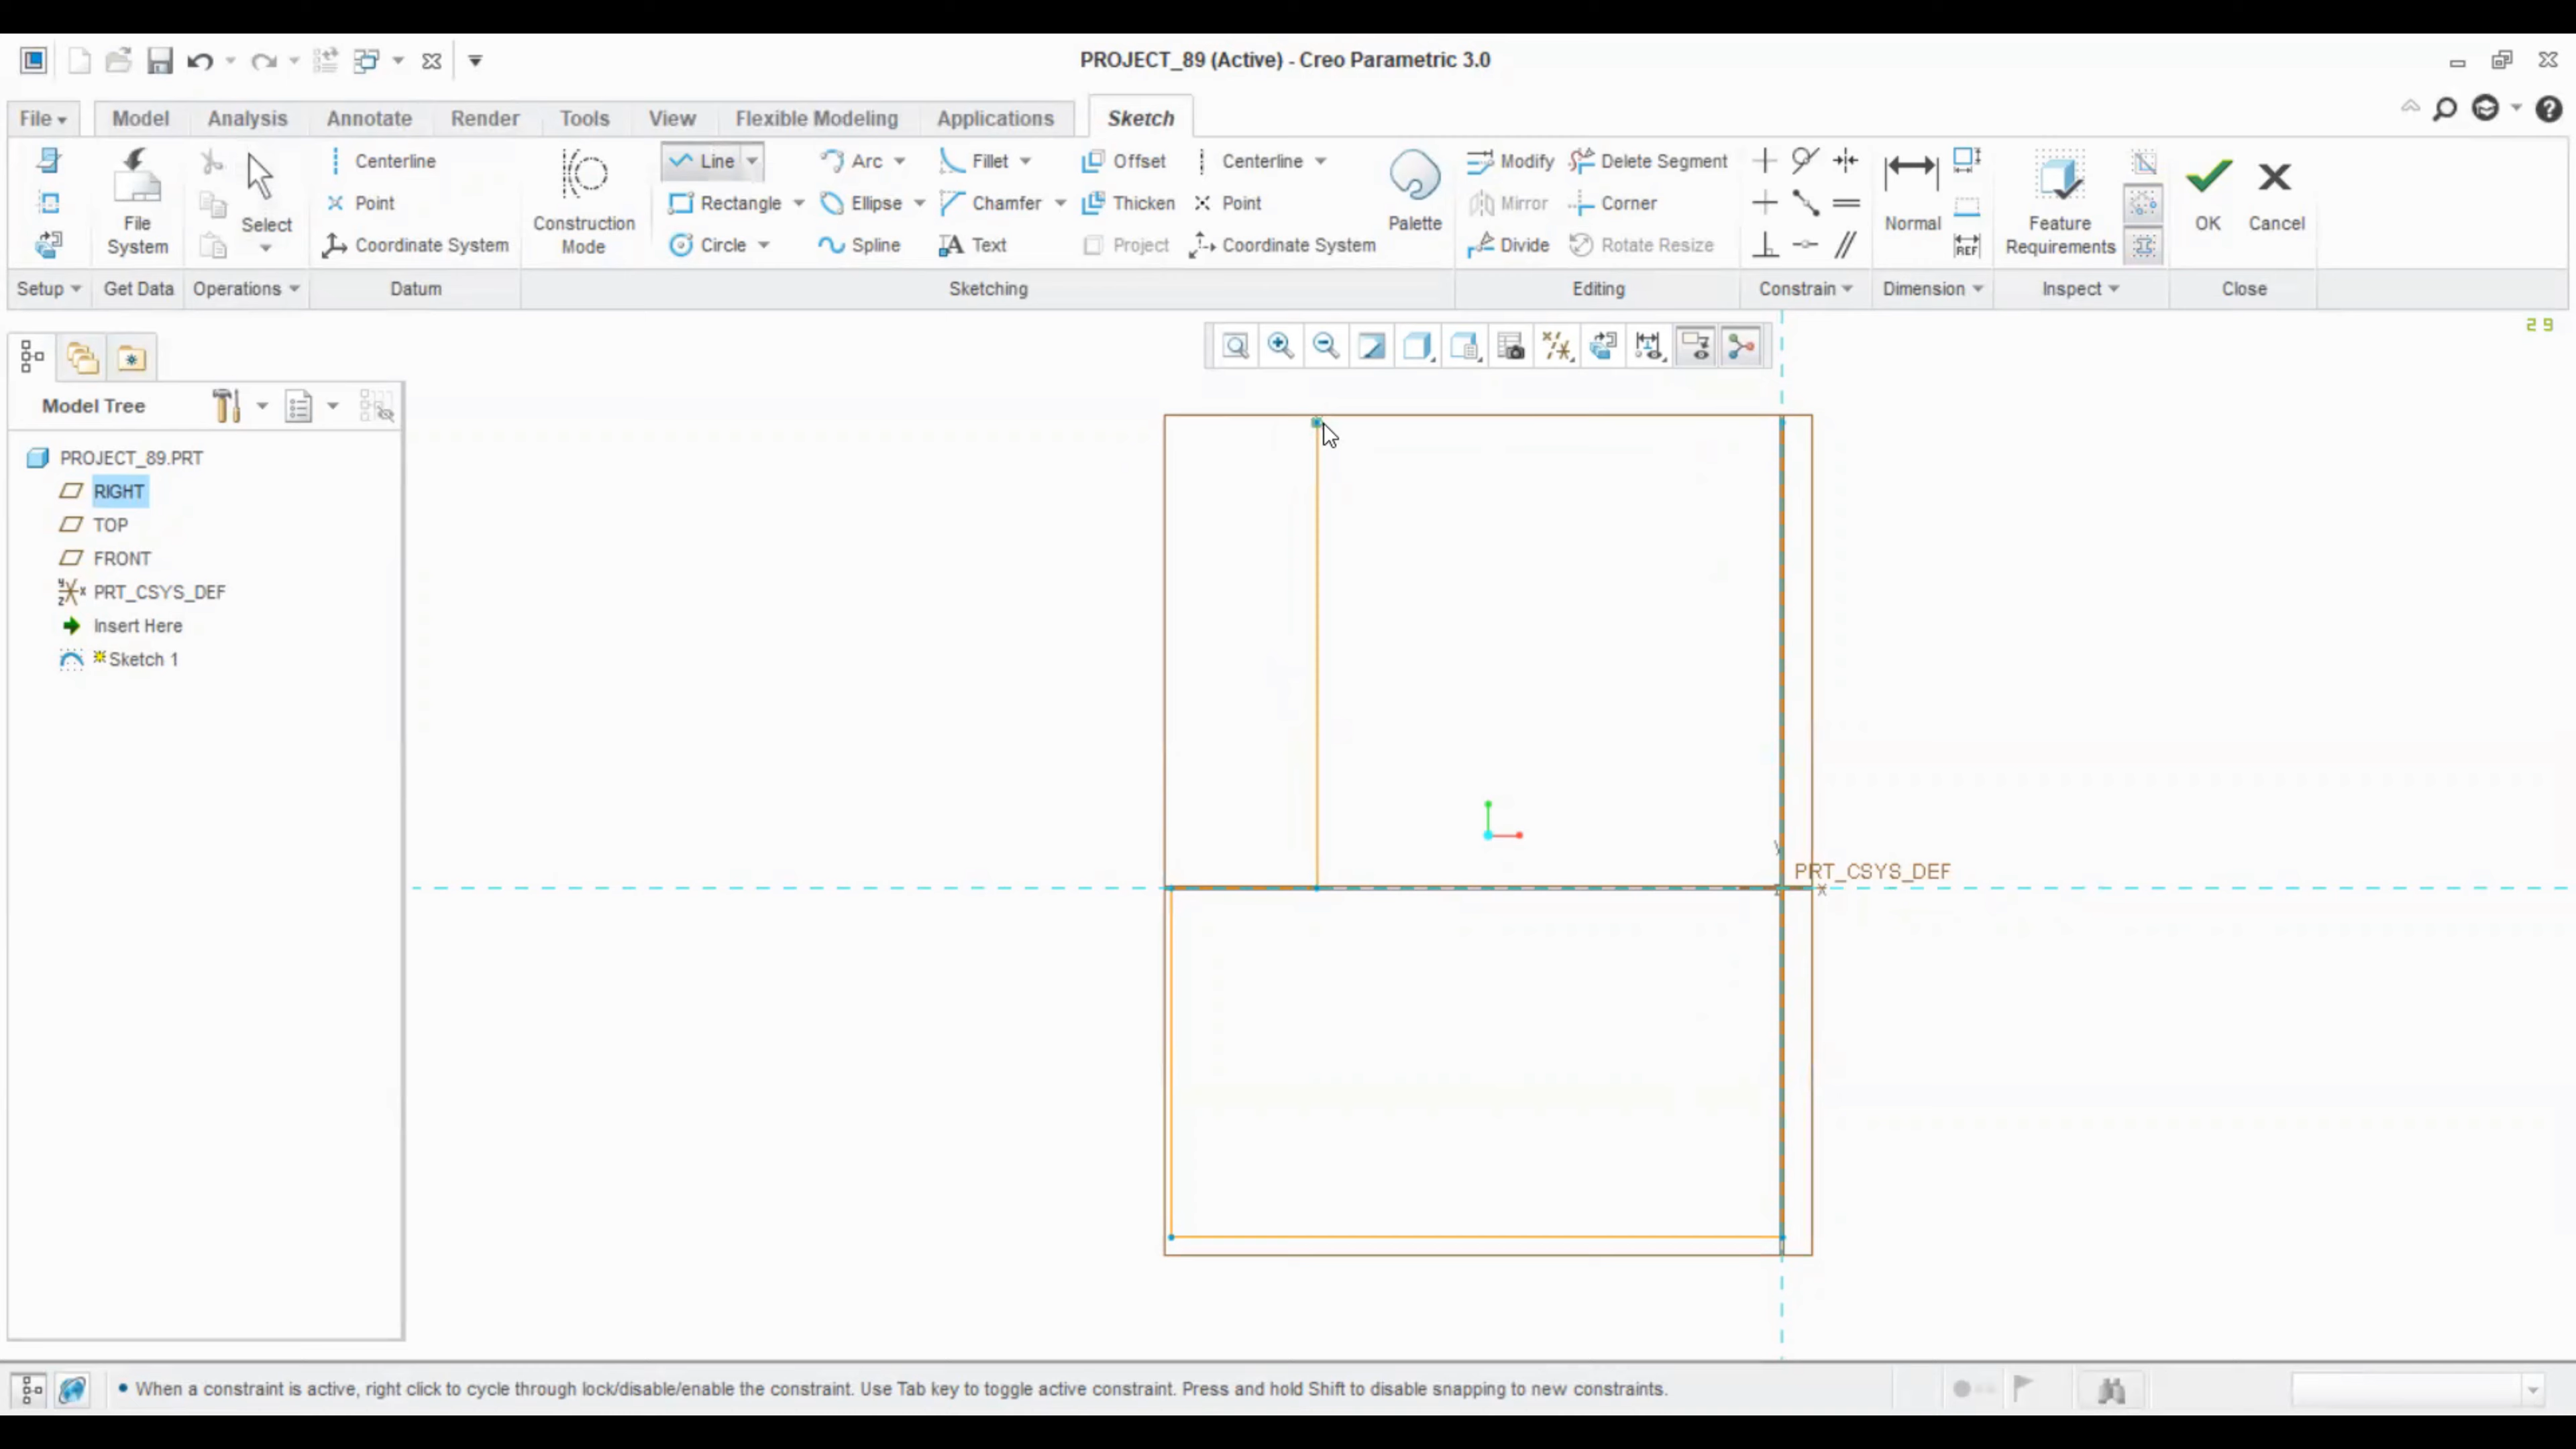 PROJECT_89 (Active) - Creo Parametric 3.0
File Model Analysis Annotate Render Tools View Flexible Modeling Applications Sketch
File System
Select
Centerline
Point
Coordinate System
Construction Mode
Line Arc Fillet Offset Centerline
Rectangle Ellipse Chamfer Thicken Point
Circle Spline Text Project Coordinate System
Palette
Modify Delete Segment
Mirror Corner
Divide Rotate Resize
Normal
REF
Feature Requirements
OK
Cancel
Setup Get Data Operations Datum Sketching Editing Constrain Dimension Inspect Close
29
Model Tree
PROJECT_89.PRT
RIGHT
TOP
FRONT
PRT_CSYS_DEF
Insert Here
Sketch 1
Y
PRT_CSYS_DEF
X
• When a constraint is active, right click to cycle through lock/disable/enable the constraint. Use Tab key to toggle active constraint. Press and hold Shift to disable snapping to new constraints.